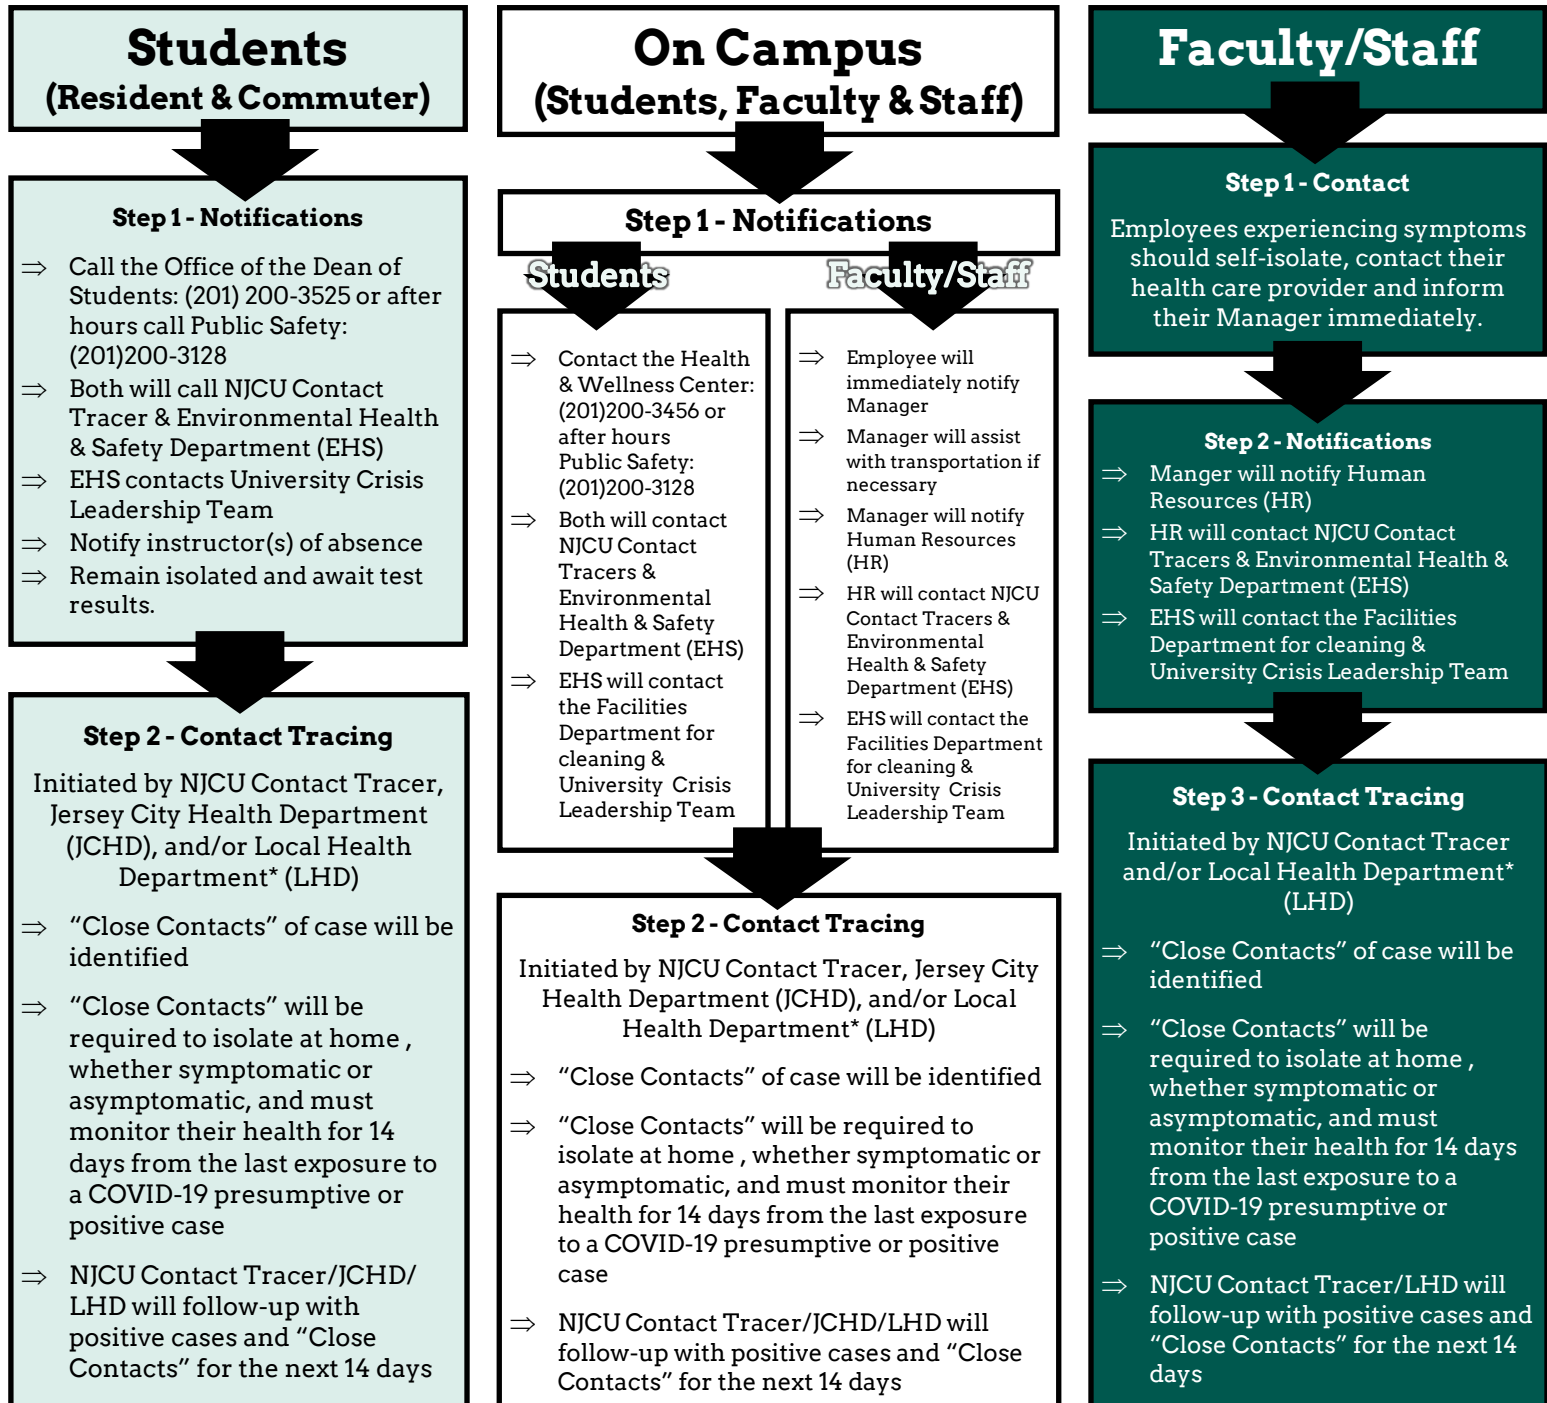 Students
(Resident & Commuter)
Step 1 - Notifications
⇒ Call the Office of the Dean of
Students: (201) 200-3525 or after
hours call Public Safety:
(201)200-3128
⇒ Both will call NJCU Contact
Tracer & Environmental Health
& Safety Department (EHS)
⇒ EHS contacts University Crisis
Leadership Team
⇒ Notify instructor(s) of absence
⇒ Remain isolated and await test
results.
Step 2 - Contact Tracing
Initiated by NJCU Contact Tracer,
Jersey City Health Department
(JCHD), and/or Local Health
Department* (LHD)
⇒ “Close Contacts” of case will be
identified
⇒ “Close Contacts” will be
required to isolate at home ,
whether symptomatic or
asymptomatic, and must
monitor their health for 14
days from the last exposure to
a COVID-19 presumptive or
positive case
⇒ NJCU Contact Tracer/JCHD/
LHD will follow-up with
positive cases and “Close
Contacts” for the next 14 days
On Campus
(Students, Faculty & Staff)
Step 1 - Notifications
Students
⇒ Contact the Health
& Wellness Center:
(201)200-3456 or
after hours
Public Safety:
(201)200-3128
⇒ Both will contact
NJCU Contact
Tracers &
Environmental
Health & Safety
Department (EHS)
⇒ EHS will contact
the Facilities
Department for
cleaning &
University Crisis
Leadership Team
Faculty/Staff
⇒ Employee will
immediately notify
Manager
⇒ Manager will assist
with transportation if
necessary
⇒ Manager will notify
Human Resources
(HR)
⇒ HR will contact NJCU
Contact Tracers &
Environmental
Health & Safety
Department (EHS)
⇒ EHS will contact the
Facilities Department
for cleaning &
University Crisis
Leadership Team
Step 2 - Contact Tracing
Initiated by NJCU Contact Tracer, Jersey City
Health Department (JCHD), and/or Local
Health Department* (LHD)
⇒ “Close Contacts” of case will be identified
⇒ “Close Contacts” will be required to
isolate at home , whether symptomatic or
asymptomatic, and must monitor their
health for 14 days from the last exposure
to a COVID-19 presumptive or positive
case
⇒ NJCU Contact Tracer/JCHD/LHD will
follow-up with positive cases and “Close
Contacts” for the next 14 days
Faculty/Staff
Step 1 - Contact
Employees experiencing symptoms
should self-isolate, contact their
health care provider and inform
their Manager immediately.
Step 2 - Notifications
⇒ Manger will notify Human
Resources (HR)
⇒ HR will contact NJCU Contact
Tracers & Environmental Health &
Safety Department (EHS)
⇒ EHS will contact the Facilities
Department for cleaning &
University Crisis Leadership Team
Step 3 - Contact Tracing
Initiated by NJCU Contact Tracer
and/or Local Health Department*
(LHD)
⇒ “Close Contacts” of case will be
identified
⇒ “Close Contacts” will be
required to isolate at home ,
whether symptomatic or
asymptomatic, and must
monitor their health for 14 days
from the last exposure to a
COVID-19 presumptive or
positive case
⇒ NJCU Contact Tracer/LHD will
follow-up with positive cases and
“Close Contacts” for the next 14
days